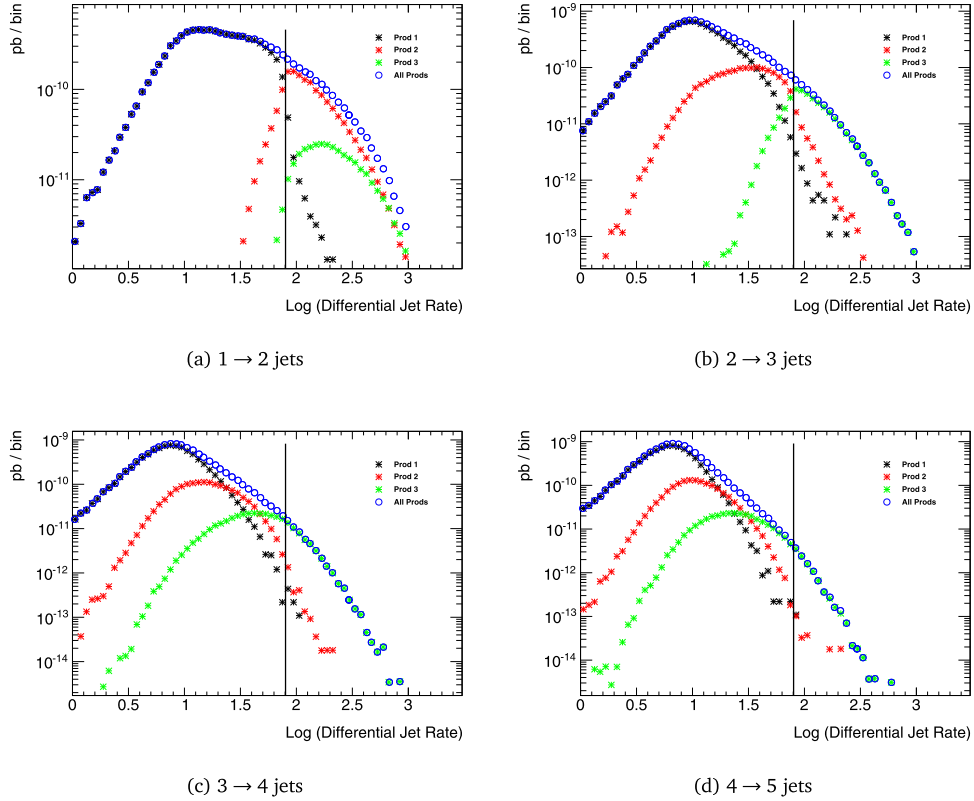 pb / bin
10⁻¹⁰
10⁻¹¹
Prod 1
Prod 2
Prod 3
All Prods
0 0.5 1 1.5 2 2.5 3
Log (Differential Jet Rate)
(a) 1 → 2 jets
pb / bin
10⁻⁹
10⁻¹⁰
10⁻¹¹
10⁻¹²
10⁻¹³
Prod 1
Prod 2
Prod 3
All Prods
0 0.5 1 1.5 2 2.5 3
Log (Differential Jet Rate)
(b) 2 → 3 jets
pb / bin
10⁻⁹
10⁻¹⁰
10⁻¹¹
10⁻¹²
10⁻¹³
10⁻¹⁴
Prod 1
Prod 2
Prod 3
All Prods
0 0.5 1 1.5 2 2.5 3
Log (Differential Jet Rate)
(c) 3 → 4 jets
pb / bin
10⁻⁹
10⁻¹⁰
10⁻¹¹
10⁻¹²
10⁻¹³
10⁻¹⁴
Prod 1
Prod 2
Prod 3
All Prods
0 0.5 1 1.5 2 2.5 3
Log (Differential Jet Rate)
(d) 4 → 5 jets